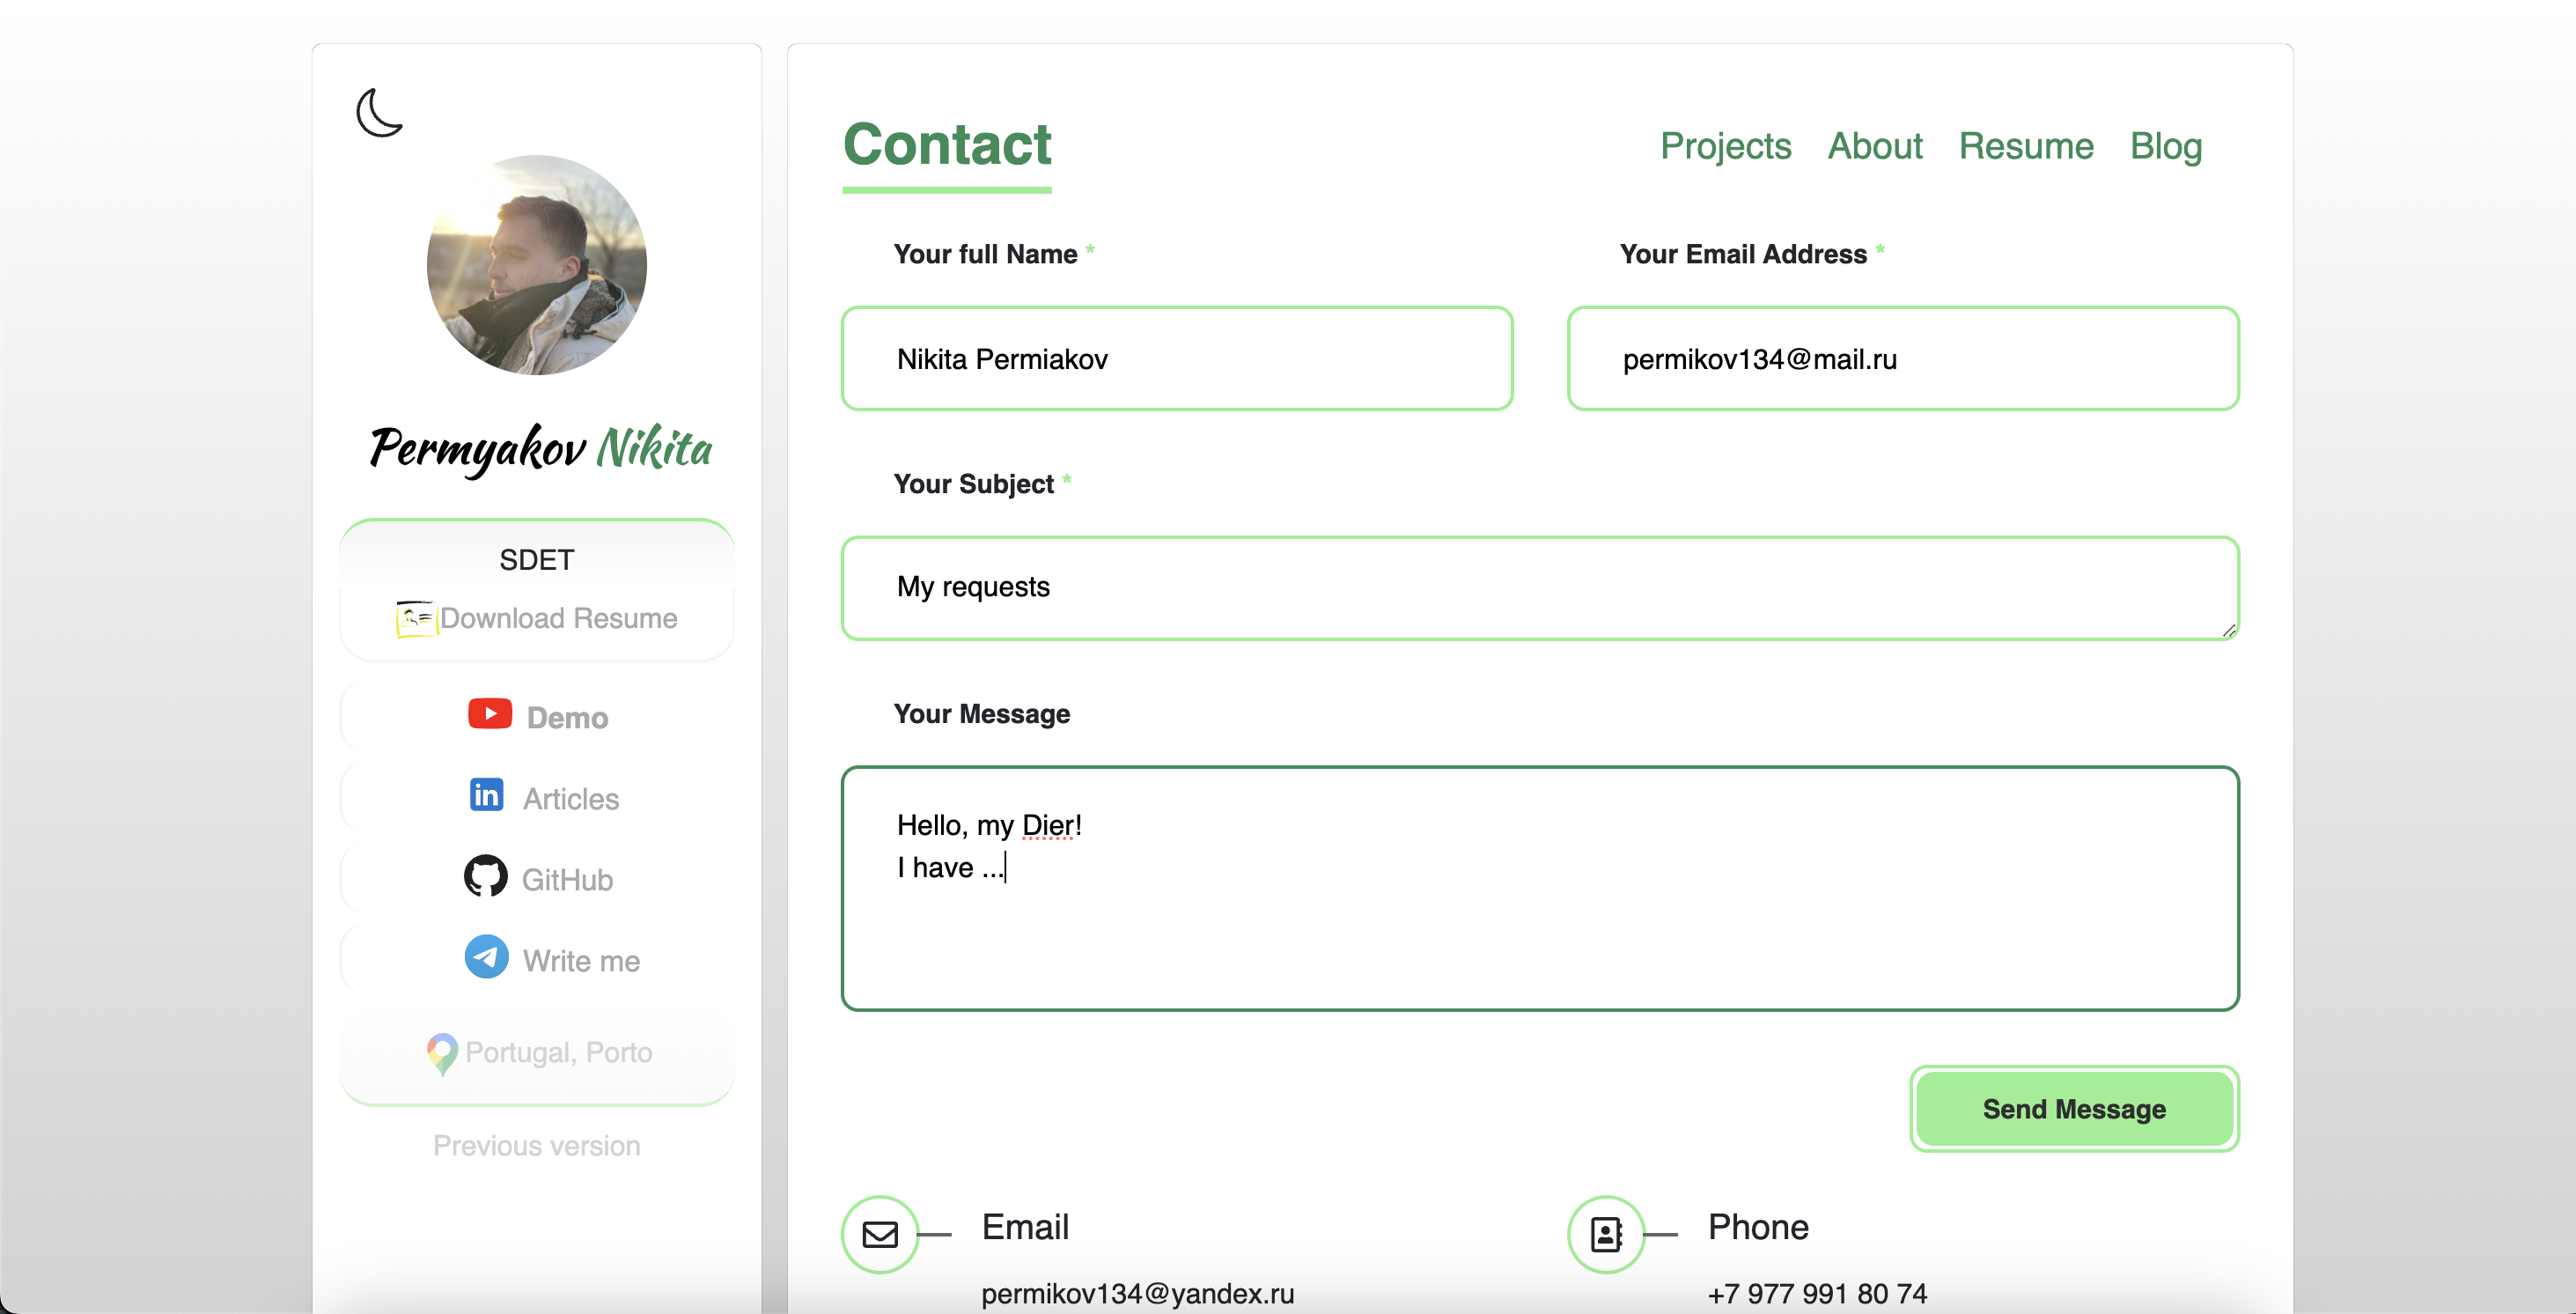 Permyakov Nikita
SDET
Download Resume
Demo
in Articles
GitHub
Write me
Portugal, Porto
Previous version
Contact
Projects About Resume Blog
Your full Name *
Nikita Permiakov
Your Email Address *
permikov134@mail.ru
Your Subject *
My requests
Your Message
Hello, my Dier!
I have ...
Send Message
Email
permikov134@yandex.ru
Phone
+7 977 991 80 74